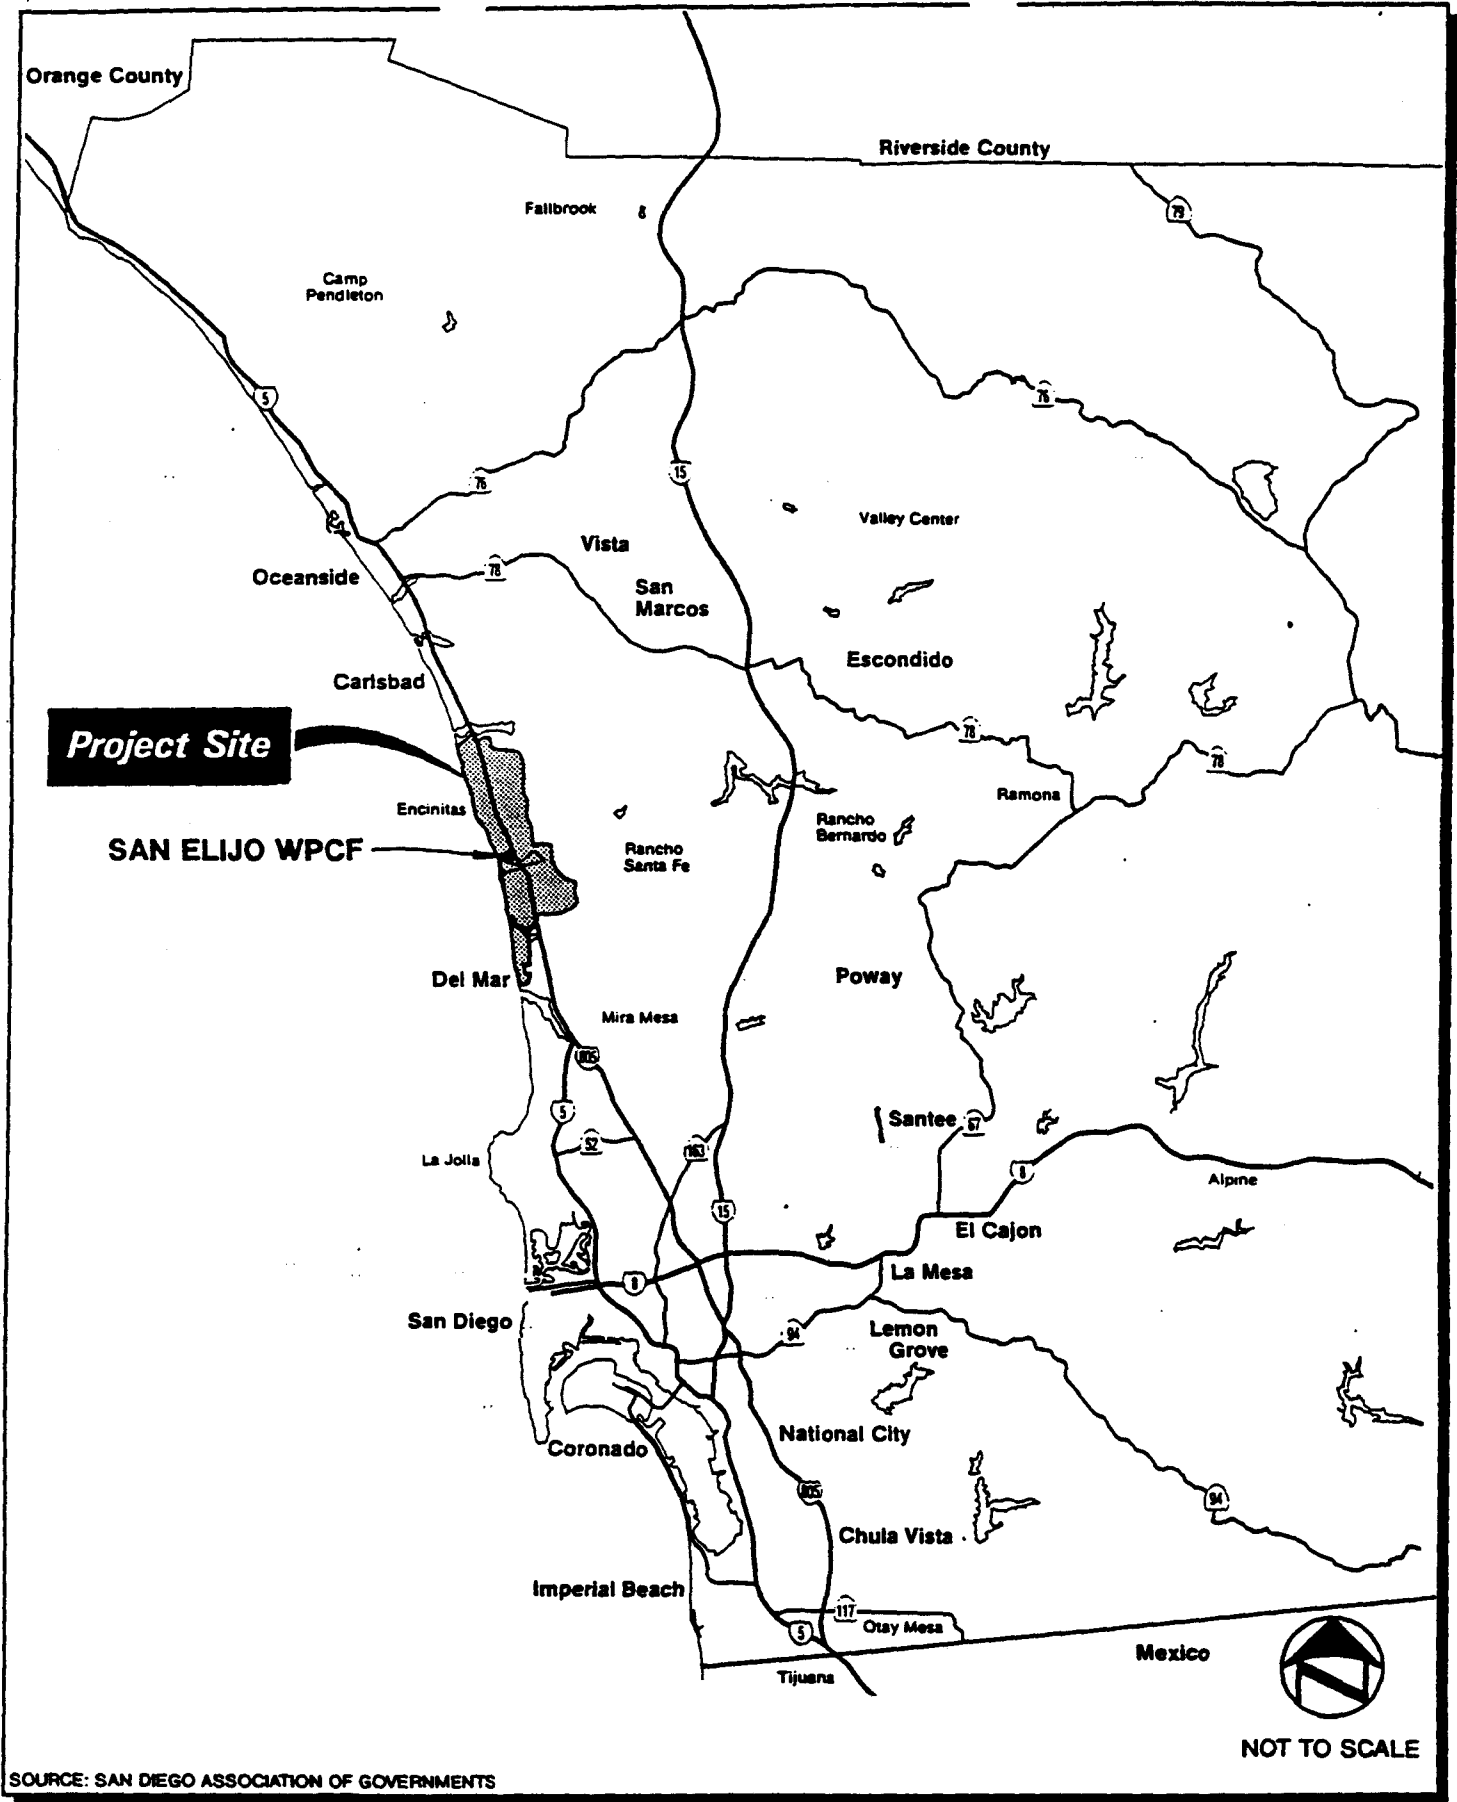 Orange County
Riverside County
79
Fallbrook
Camp
Pendleton
5
76
15
76
Valley Center
Vista
78
Oceanside
San
Marcos
Escondido
Carlsbad
Project Site
78
78
Encinitas
Ramona
Rancho
Bernardo
SAN ELIJO WPCF
Rancho
Santa Fe
Del Mar
Poway
Mira Mesa
805
5
Santee
67
52
163
La Jolla
8
Alpine
15
El Cajon
La Mesa
8
San Diego
94
Lemon
Grove
National City
Coronado
805
94
Chula Vista
Imperial Beach
117
5
Otay Mesa
Mexico
Tijuana
NOT TO SCALE
SOURCE: SAN DIEGO ASSOCIATION OF GOVERNMENTS